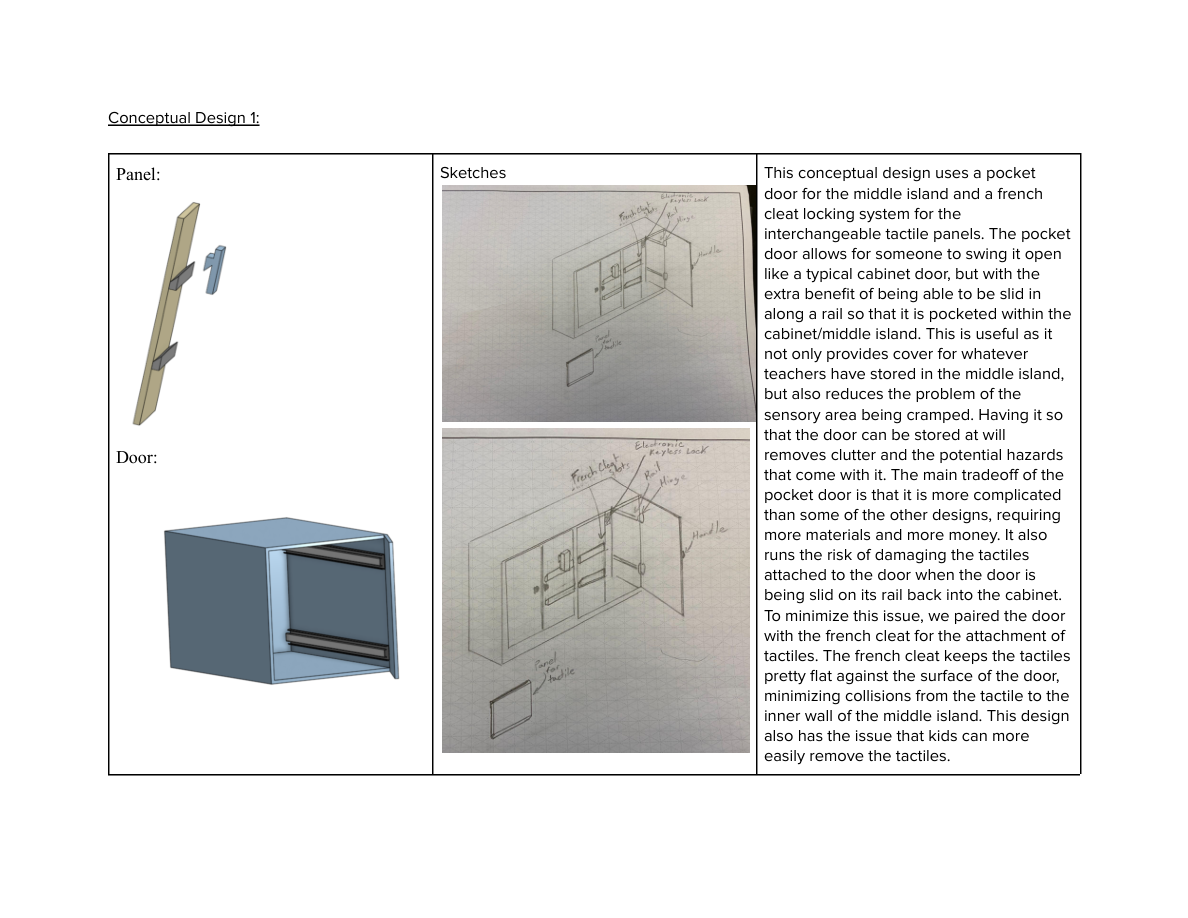 Conceptual Design 1:
Panel:
Door:
Sketches
Electronic
Keyless Lock
French Cleat
Slots
Rail
Hinge
Handle
Panel
for
tactile
Electronic
Keyless Lock
French Cleat
Slots
Rail
Hinge
Handle
Panel
for
tactile
This conceptual design uses a pocket
door for the middle island and a french
cleat locking system for the
interchangeable tactile panels. The pocket
door allows for someone to swing it open
like a typical cabinet door, but with the
extra benefit of being able to be slid in
along a rail so that it is pocketed within the
cabinet/middle island. This is useful as it
not only provides cover for whatever
teachers have stored in the middle island,
but also reduces the problem of the
sensory area being cramped. Having it so
that the door can be stored at will
removes clutter and the potential hazards
that come with it. The main tradeoff of the
pocket door is that it is more complicated
than some of the other designs, requiring
more materials and more money. It also
runs the risk of damaging the tactiles
attached to the door when the door is
being slid on its rail back into the cabinet.
To minimize this issue, we paired the door
with the french cleat for the attachment of
tactiles. The french cleat keeps the tactiles
pretty flat against the surface of the door,
minimizing collisions from the tactile to the
inner wall of the middle island. This design
also has the issue that kids can more
easily remove the tactiles.